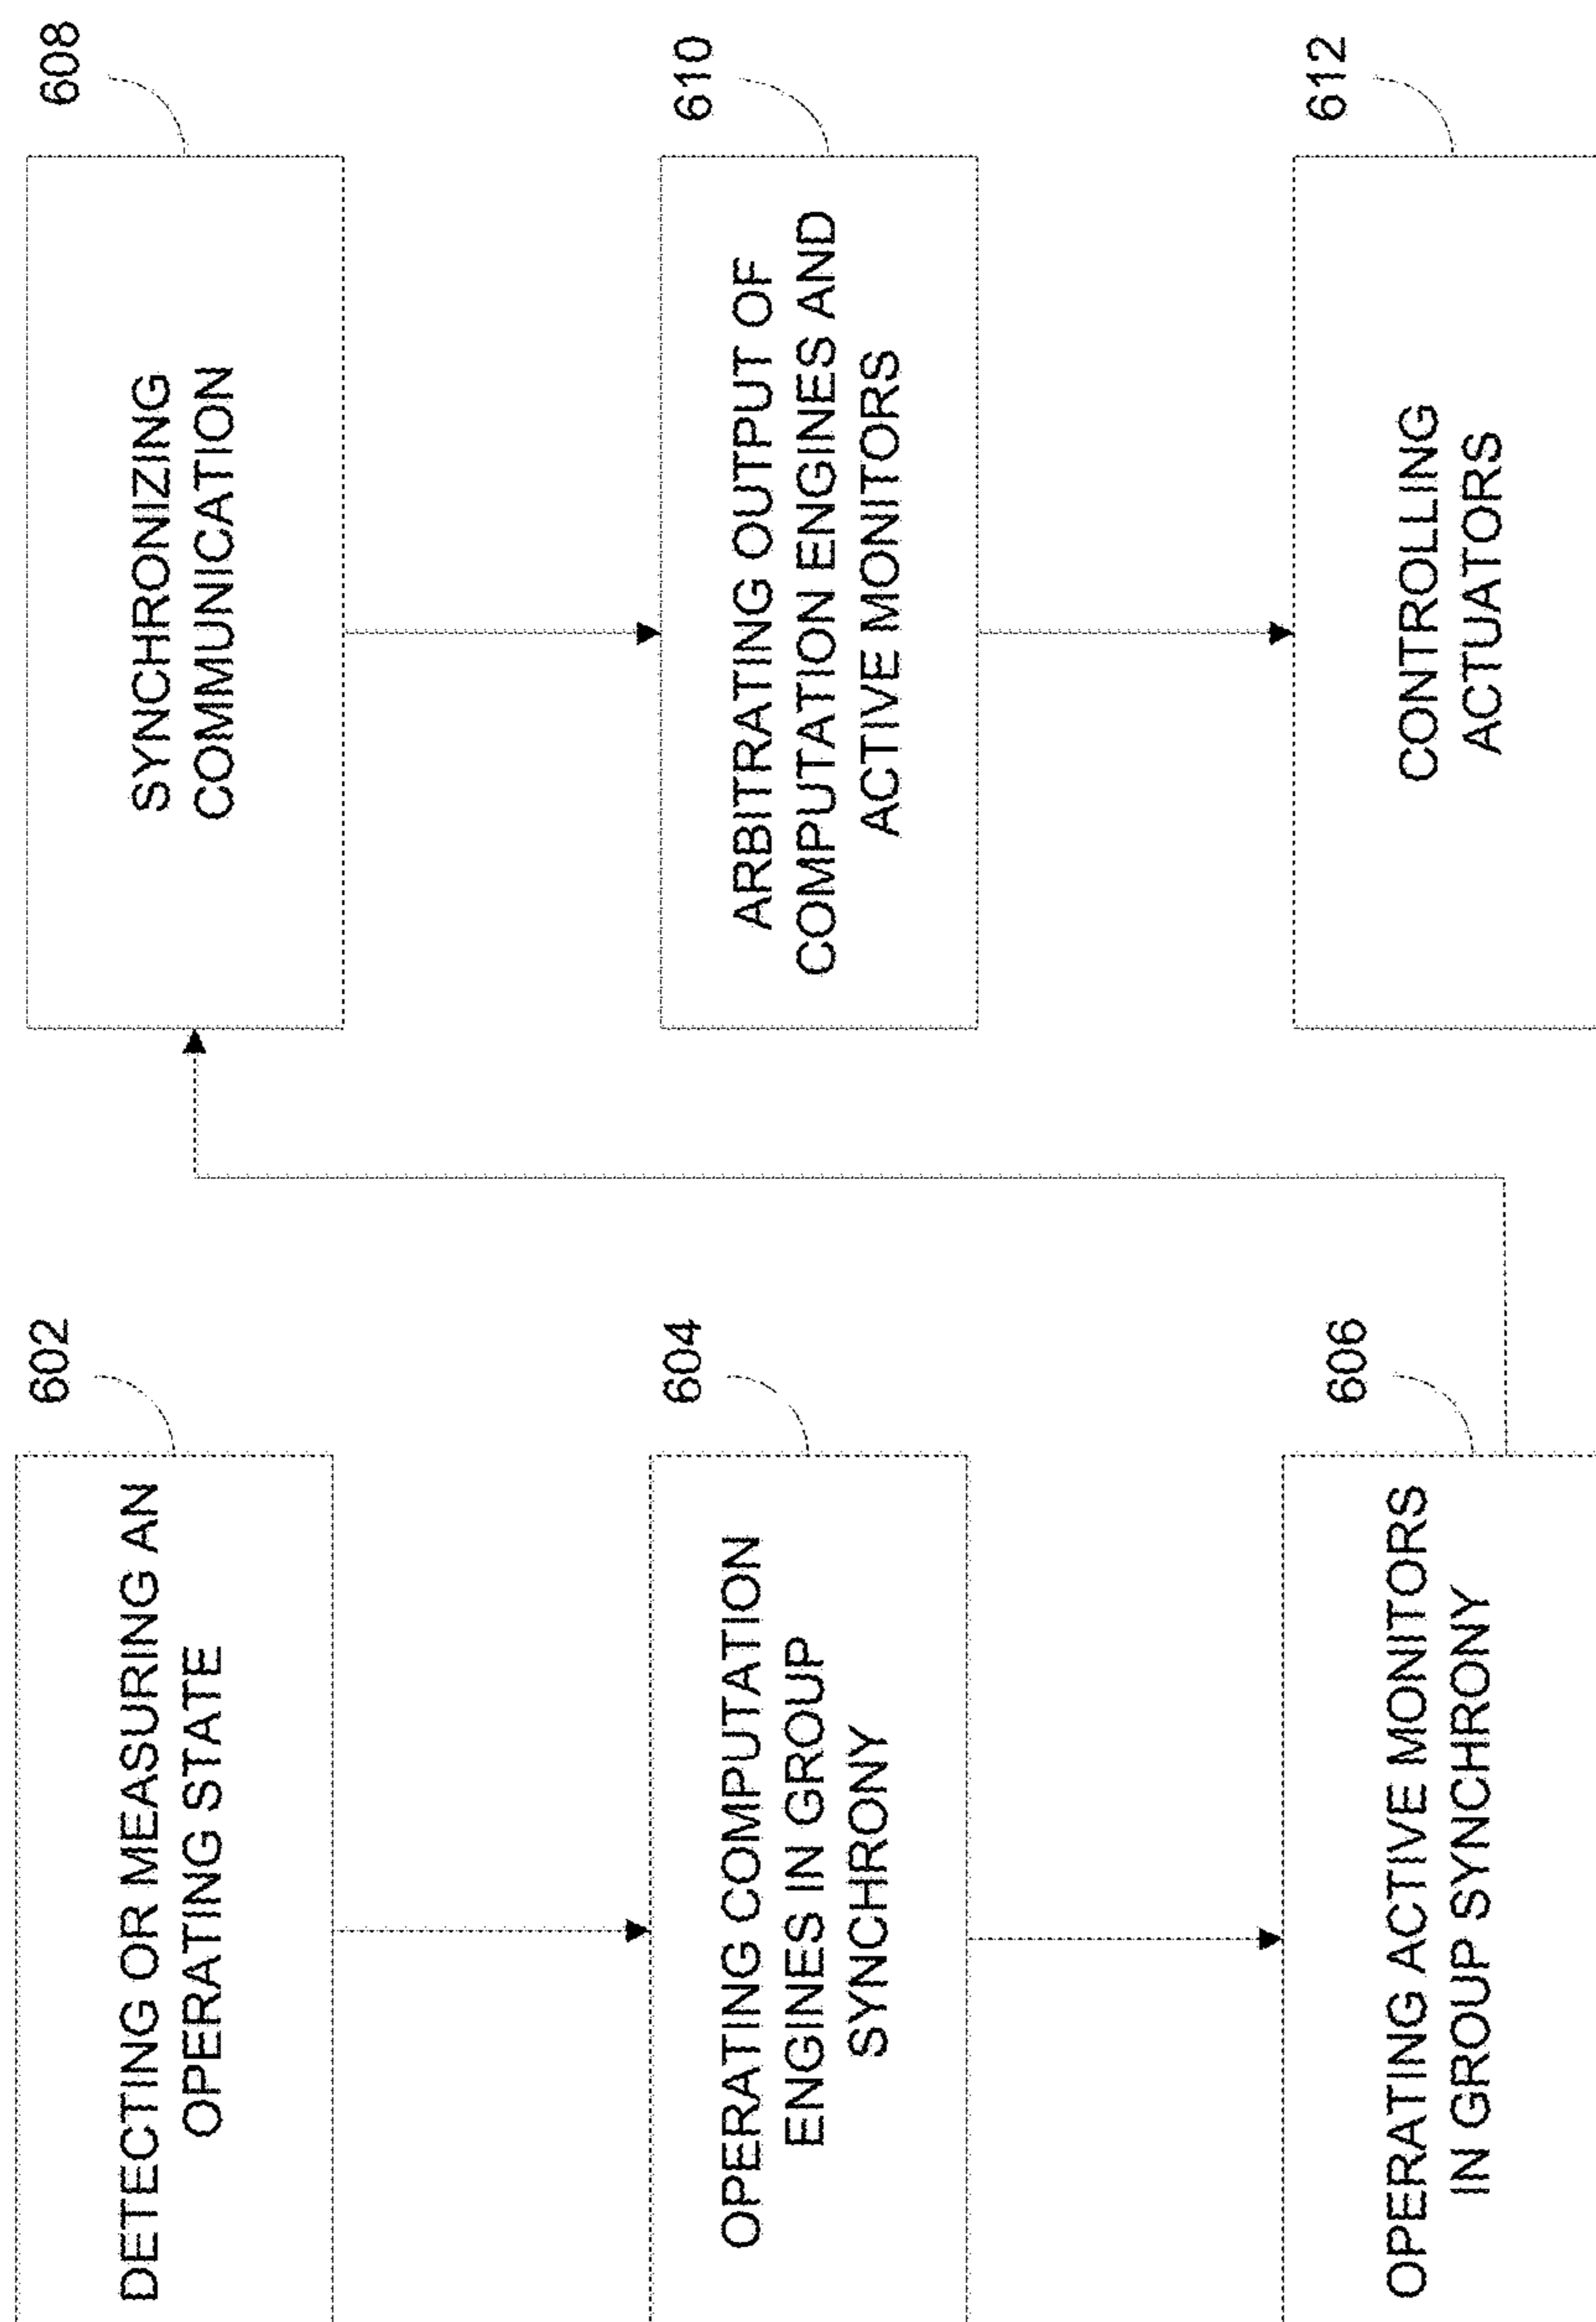 602
DETECTING OR MEASURING AN
OPERATING STATE
604
OPERATING COMPUTATION
ENGINES IN GROUP
SYNCHRONY
606
OPERATING ACTIVE MONITORS
IN GROUP SYNCHRONY
608
SYNCHRONIZING
COMMUNICATION
610
ARBITRATING OUTPUT OF
COMPUTATION ENGINES AND
ACTIVE MONITORS
612
CONTROLLING
ACTUATORS